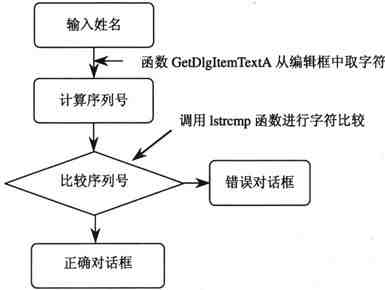 输入姓名
函数 GetDlgItemTextA 从编辑框中取字符
计算序列号
调用 lstrcmp 函数进行字符比较
比较序列号
错误对话框
正确对话框